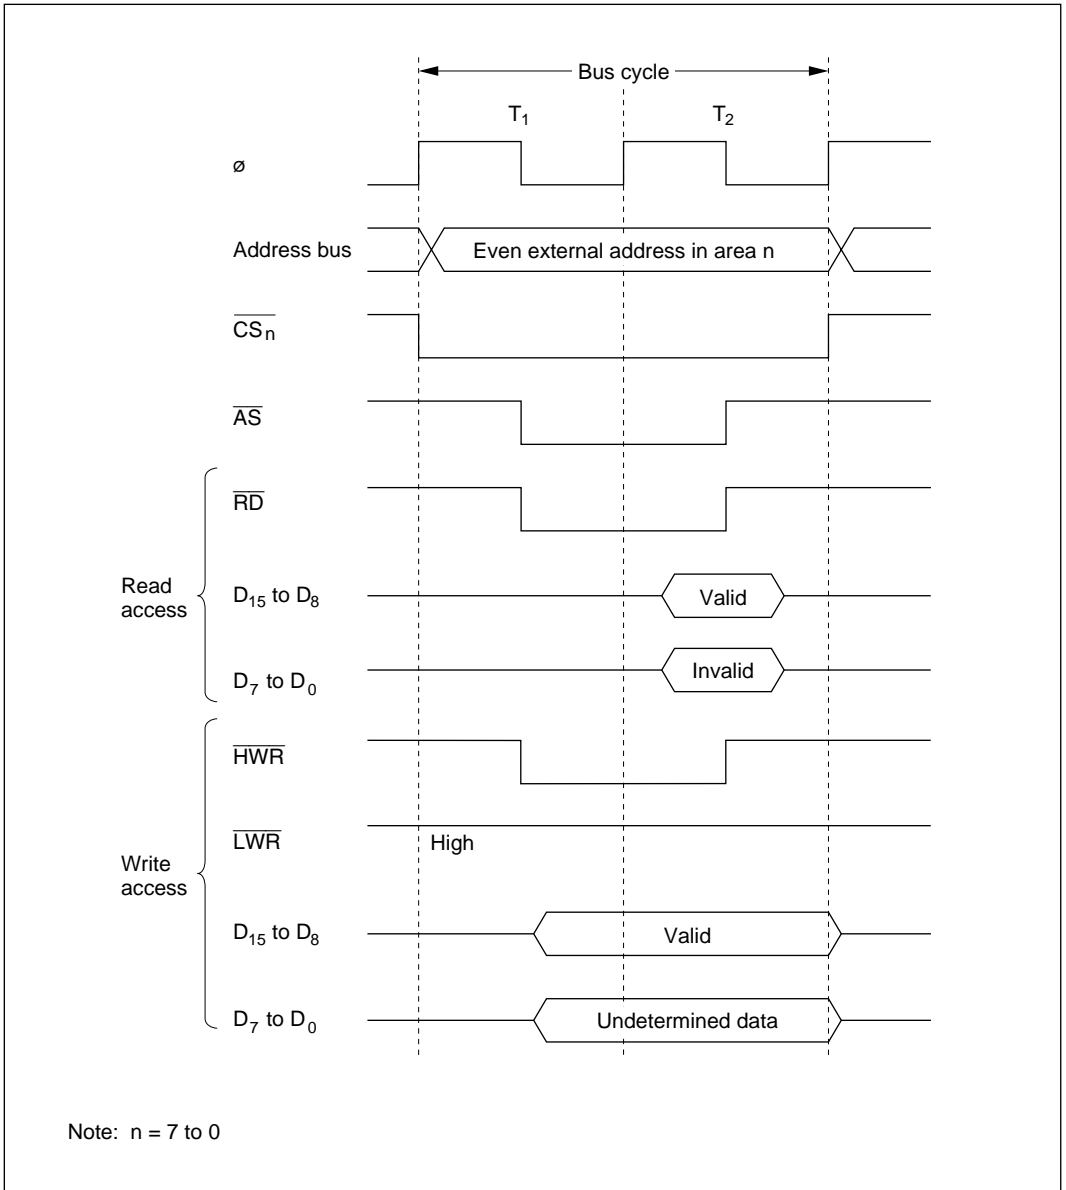 Bus cycle
T1 T2
ø
Address bus Even external address in area n
CSn
AS
Read access
RD
D15 to D8 Valid
D7 to D0 Invalid
Write access
HWR
LWR High
D15 to D8 Valid
D7 to D0 Undetermined data
Note: n = 7 to 0